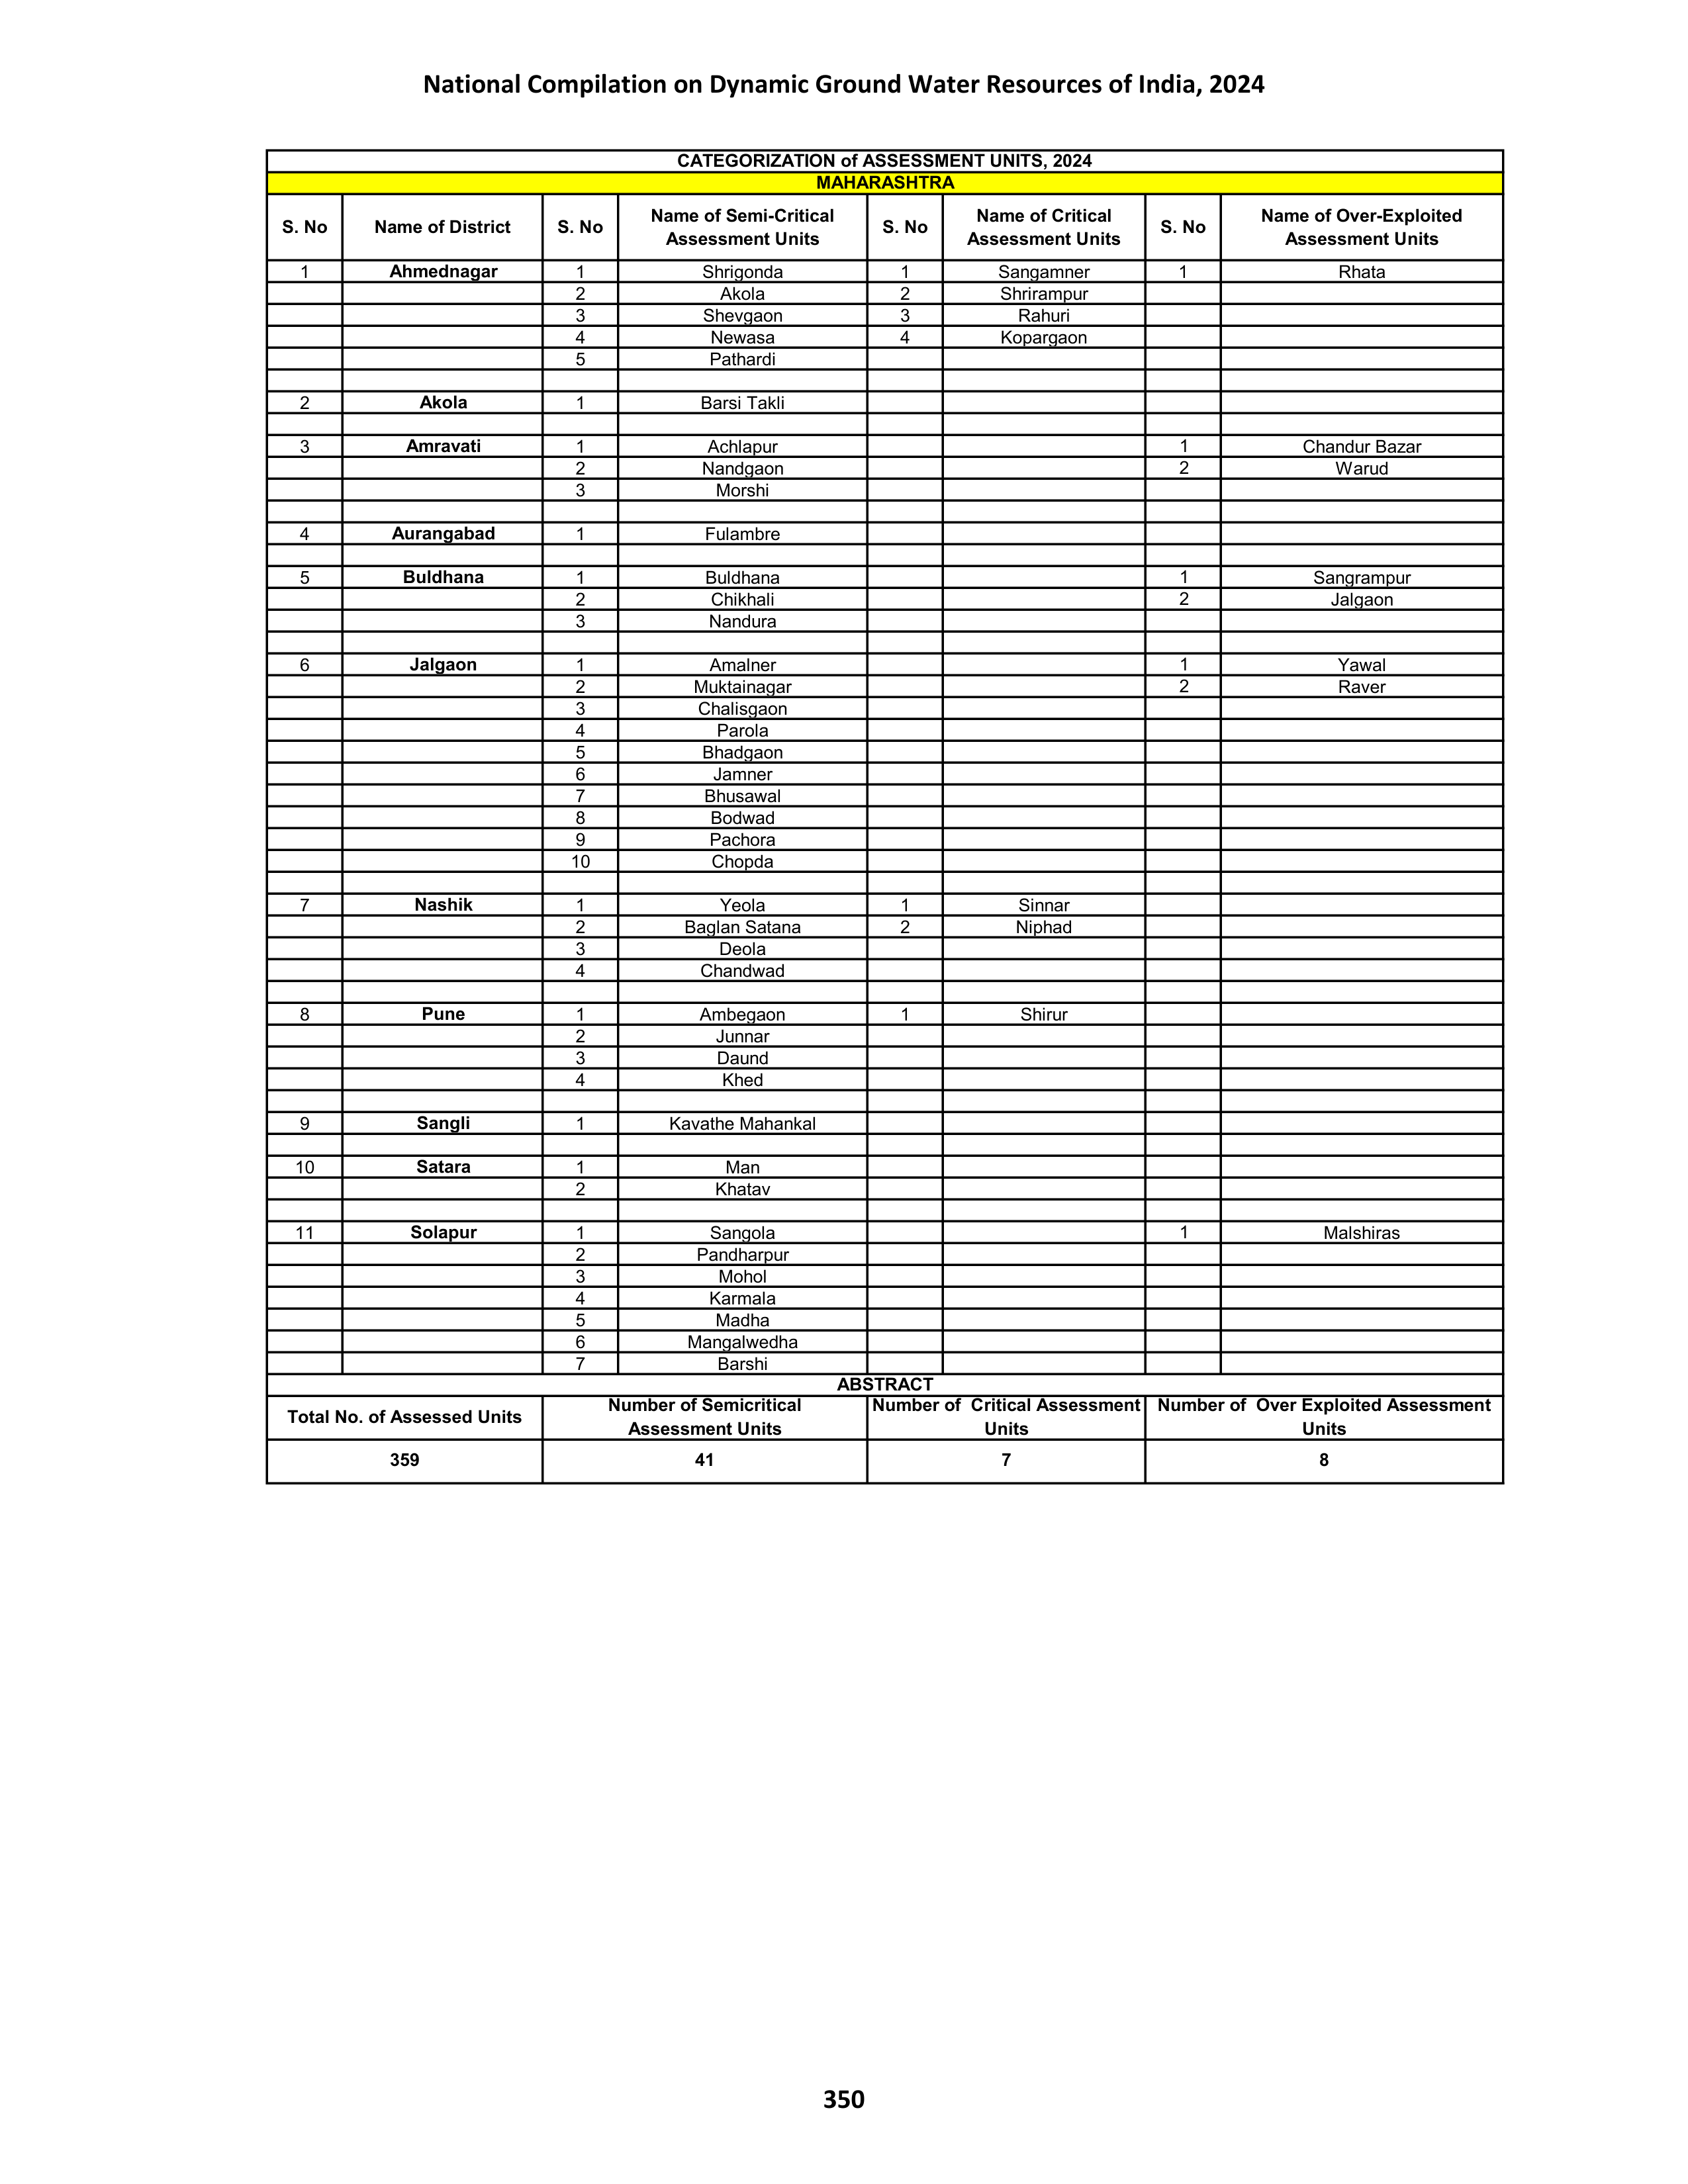 National Compilation on Dynamic Ground Water Resources of India, 2024
CATEGORIZATION of ASSESSMENT UNITS, 2024
MAHARASHTRA
S. No Name of District S. No Name of Semi-Critical Assessment Units S. No Name of Critical Assessment Units S. No Name of Over-Exploited Assessment Units
1 Ahmednagar 1 Shrigonda 1 Sangamner 1 Rhata
2 Akola 2 Shrirampur
3 Shevgaon 3 Rahuri
4 Newasa 4 Kopargaon
5 Pathardi
2 Akola 1 Barsi Takli
3 Amravati 1 Achlapur 1 Chandur Bazar
2 Nandgaon 2 Warud
3 Morshi
4 Aurangabad 1 Fulambre
5 Buldhana 1 Buldhana 1 Sangrampur
2 Chikhali 2 Jalgaon
3 Nandura
6 Jalgaon 1 Amalner 1 Yawal
2 Muktainagar 2 Raver
3 Chalisgaon
4 Parola
5 Bhadgaon
6 Jamner
7 Bhusawal
8 Bodwad
9 Pachora
10 Chopda
7 Nashik 1 Yeola 1 Sinnar
2 Baglan Satana 2 Niphad
3 Deola
4 Chandwad
8 Pune 1 Ambegaon 1 Shirur
2 Junnar
3 Daund
4 Khed
9 Sangli 1 Kavathe Mahankal
10 Satara 1 Man
2 Khatav
11 Solapur 1 Sangola 1 Malshiras
2 Pandharpur
3 Mohol
4 Karmala
5 Madha
6 Mangalwedha
7 Barshi
ABSTRACT
Total No. of Assessed Units Number of Semicritical Assessment Units Number of Critical Assessment Units Number of Over Exploited Assessment Units
359 41 7 8
350